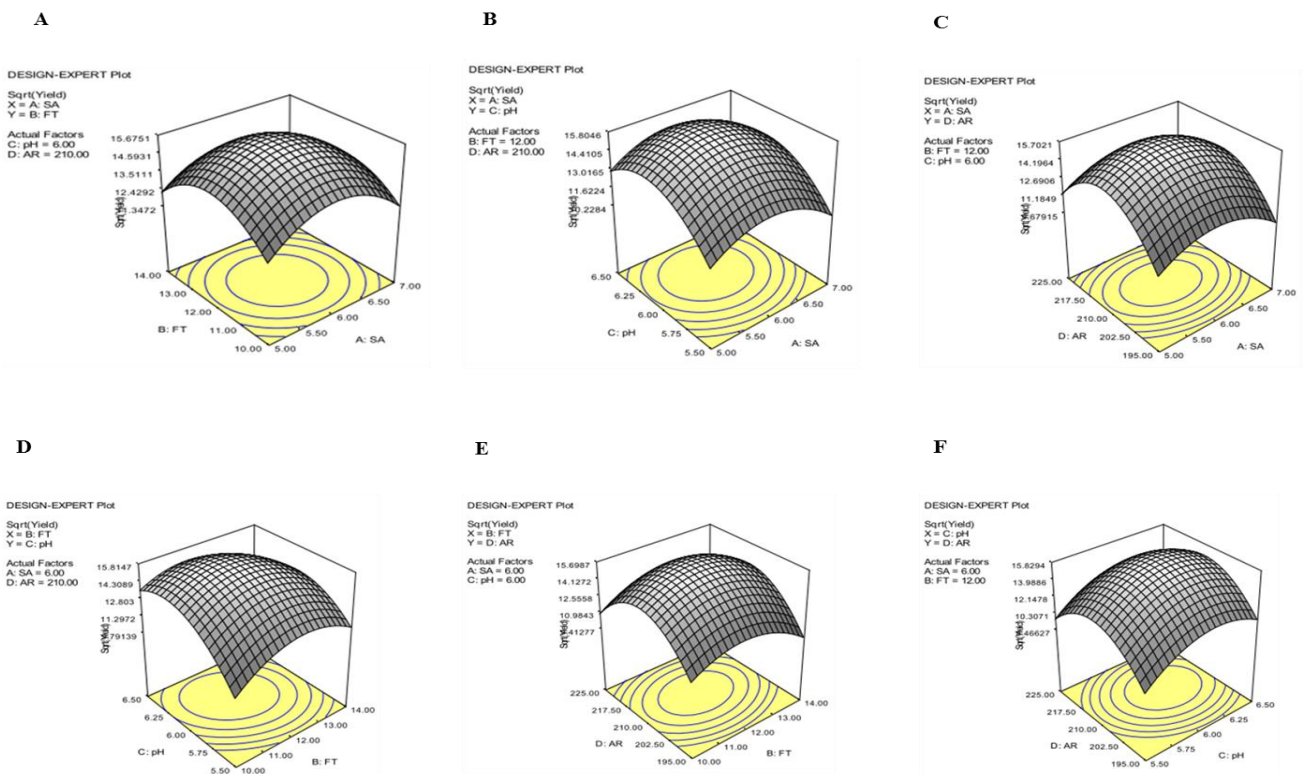 A
DESIGN-EXPERT Plot
Sqrt(Yield)
X = A: SA
Y = B: FT
Actual Factors
C: pH = 6.00
D: AR = 210.00
15.6751
14.5931
13.5111
12.4292
Sqrt(Yield)
14.00
13.00
12.00
11.00
10.00
B: FT
5.00
5.50
6.00
6.50
7.00
A: SA
B
DESIGN-EXPERT Plot
Sqrt(Yield)
X = A: SA
Y = C: pH
Actual Factors
B: FT = 12.00
D: AR = 210.00
15.8046
14.4105
13.0165
11.6224
Sqrt(Yield)
6.50
6.25
6.00
5.75
5.50
C: pH
5.00
5.50
6.00
6.50
7.00
A: SA
C
DESIGN-EXPERT Plot
Sqrt(Yield)
X = A: SA
Y = D: AR
Actual Factors
B: FT = 12.00
C: pH = 6.00
15.7021
14.1964
12.6906
11.1849
Sqrt(Yield)
225.00
217.50
210.00
202.50
195.00
D: AR
5.00
5.50
6.00
6.50
7.00
A: SA
D
DESIGN-EXPERT Plot
Sqrt(Yield)
X = B: FT
Y = C: pH
Actual Factors
A: SA = 6.00
D: AR = 210.00
15.8147
14.3089
12.803
11.2972
Sqrt(Yield)
6.50
6.25
6.00
5.75
5.50
C: pH
10.00
11.00
12.00
13.00
14.00
B: FT
E
DESIGN-EXPERT Plot
Sqrt(Yield)
X = B: FT
Y = D: AR
Actual Factors
A: SA = 6.00
C: pH = 6.00
15.6987
14.1272
12.5558
10.9843
Sqrt(Yield)
225.00
217.50
210.00
202.50
195.00
D: AR
10.00
11.00
12.00
13.00
14.00
B: FT
F
DESIGN-EXPERT Plot
Sqrt(Yield)
X = C: pH
Y = D: AR
Actual Factors
A: SA = 6.00
B: FT = 12.00
15.8294
13.9886
12.1478
10.3071
Sqrt(Yield)
225.00
217.50
210.00
202.50
195.00
D: AR
5.50
5.75
6.00
6.25
6.50
C: pH